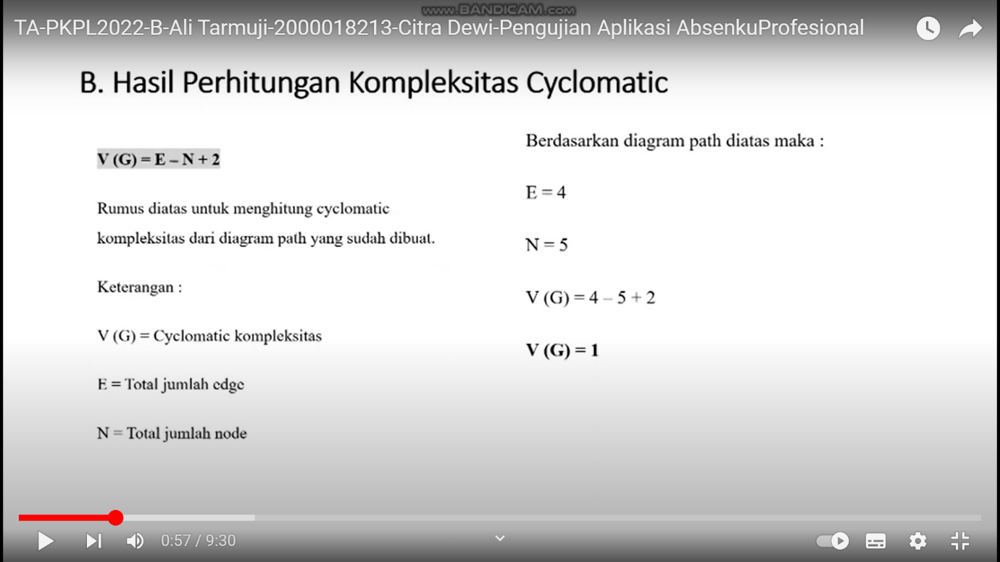 www.BANDICAM.com
TA-PKPL2022-B-Ali Tarmuji-2000018213-Citra Dewi-Pengujian Aplikasi AbsenkuProfesional
B. Hasil Perhitungan Kompleksitas Cyclomatic
V (G) = E – N + 2
Rumus diatas untuk menghitung cyclomatic
kompleksitas dari diagram path yang sudah dibuat.
Keterangan :
V (G) = Cyclomatic kompleksitas
E = Total jumlah edge
N = Total jumlah node
Berdasarkan diagram path diatas maka :
E = 4
N = 5
V (G) = 4 – 5 + 2
V (G) = 1
0:57 / 9:30